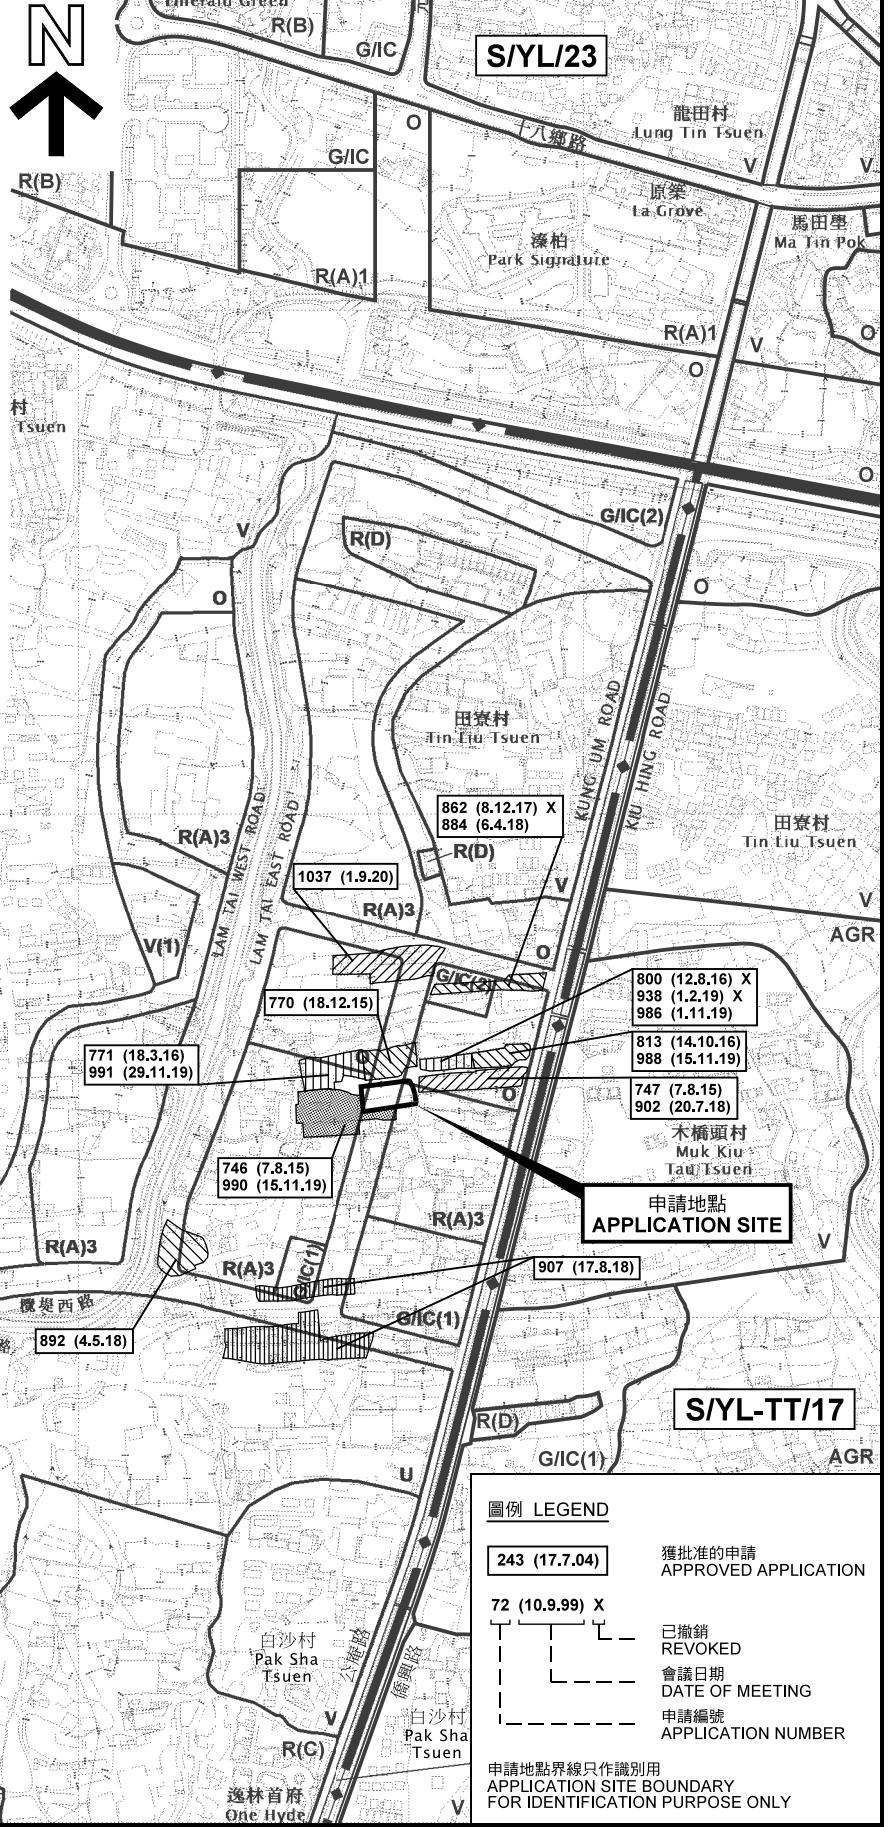 N
Emerald Green
R(B)
G/IC
S/YL/23
龍田村
Lung Tin Tsuen
十八鄉路
O
G/IC
V
V
R(B)
原築
La Grove
馬田壆
Ma Tin Pok
溱柏
Park Signature
R(A)1
R(A)1
V
O
O
村
Tsuen
O
G/IC(2)
V
R(D)
O
O
田寮村
Tin Liu Tsuen
KUNG UM ROAD
KIU HING ROAD
862 (8.12.17) X
884 (6.4.18)
田寮村
Tin Liu Tsuen
R(A)3
R(D)
LAM TAI WEST ROAD
LAM TAI EAST ROAD
1037 (1.9.20)
V
V
R(A)3
AGR
V(1)
O
G/IC(2)
800 (12.8.16) X
938 (1.2.19) X
986 (1.11.19)
770 (18.12.15)
771 (18.3.16)
991 (29.11.19)
O
813 (14.10.16)
988 (15.11.19)
747 (7.8.15)
902 (20.7.18)
O
木橋頭村
Muk Kiu
Tau Tsuen
746 (7.8.15)
990 (15.11.19)
申請地點
APPLICATION SITE
R(A)3
R(A)3
V
R(A)3
G/IC(1)
907 (17.8.18)
欖堤西路
路
G/IC(1)
892 (4.5.18)
S/YL-TT/17
R(D)
G/IC(1)
AGR
U
圖例 LEGEND
243 (17.7.04)
獲批准的申請
APPROVED APPLICATION
72 (10.9.99) X
已撤銷
REVOKED
會議日期
DATE OF MEETING
申請編號
APPLICATION NUMBER
申請地點界線只作識別用
APPLICATION SITE BOUNDARY
FOR IDENTIFICATION PURPOSE ONLY
白沙村
Pak Sha
Tsuen
公庵路
僑興路
白沙村
Pak Sha
Tsuen
V
R(C)
逸林首府
One Hyde
V